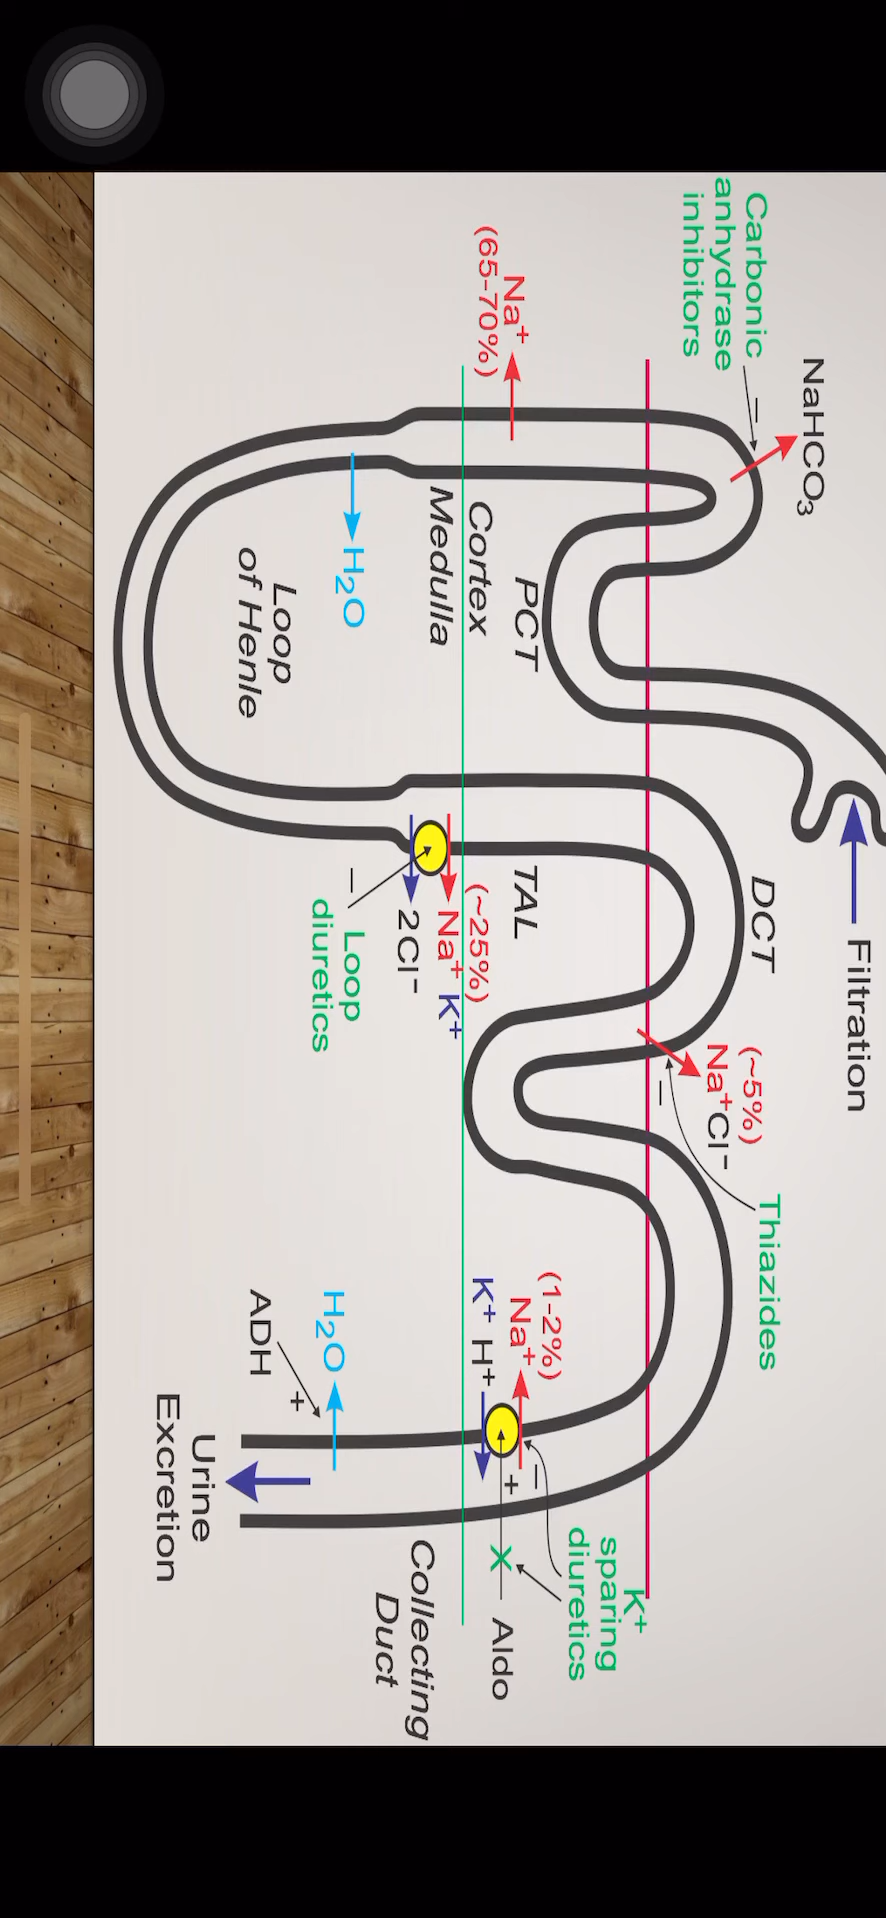 Filtration
NaHCO₃
Carbonic
anhydrase
inhibitors
−
Na⁺
(65-70%)
PCT
Cortex
Medulla
H₂O
Loop
of Henle
DCT
(~5%)
Na⁺Cl⁻
−
Thiazides
TAL
(~25%)
Na⁺ K⁺
2Cl⁻
−
Loop
diuretics
(1-2%)
Na⁺
K⁺ H⁺
−
+
K⁺
sparing
diuretics
X
Aldo
H₂O
ADH
+
Collecting
Duct
Urine
Excretion